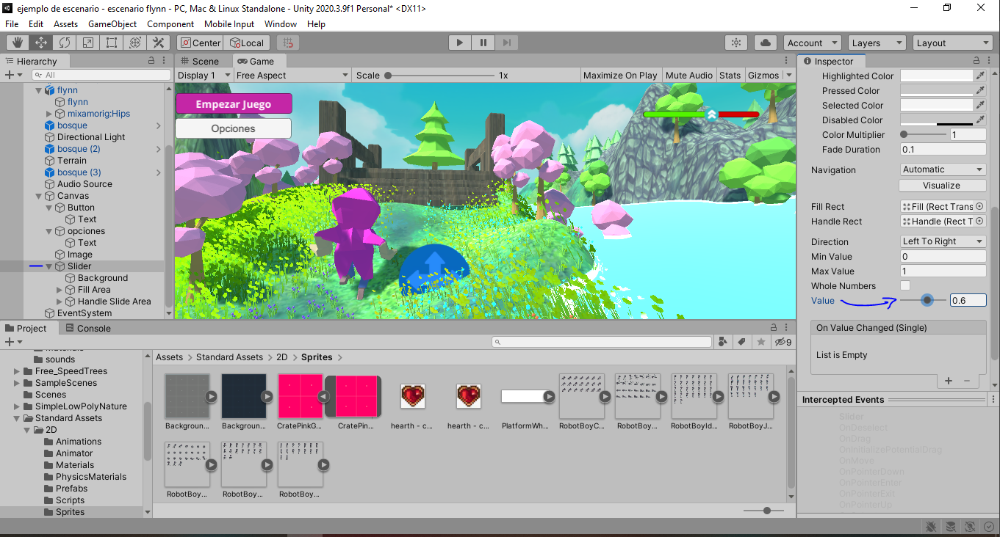 ejemplo de escenario - escenario flynn - PC, Mac & Linux Standalone - Unity 2020.3.9f1 Personal* <DX11>
File Edit Assets GameObject Component Mobile Input Window Help
Center Local Account Layers Layout
Hierarchy
All
flynn
flynn
mixamorig:Hips
bosque
Directional Light
bosque (2)
Terrain
bosque (3)
Audio Source
Canvas
Button
Text
opciones
Text
Image
Slider
Background
Fill Area
Handle Slide Area
EventSystem
Scene Game
Display 1 Free Aspect Scale 1x Maximize On Play Mute Audio Stats Gizmos
Empezar Juego
Opciones
Inspector
Highlighted Color
Pressed Color
Selected Color
Disabled Color
Color Multiplier 1
Fade Duration 0.1
Navigation Automatic
Visualize
Fill Rect Fill (Rect Trans
Handle Rect Handle (Rect T
Direction Left To Right
Min Value 0
Max Value 1
Whole Numbers
Value 0.6
On Value Changed (Single)
List is Empty
Intercepted Events
Slider
OnDeselect
OnDrag
OnInitializePotentialDrag
OnMove
OnPointerDown
OnPointerEnter
OnPointerExit
OnPointerUp
Project Console
9
sounds
Free_SpeedTrees
SampleScenes
Scenes
SimpleLowPolyNature
Standard Assets
2D
Animations
Animator
Materials
PhysicsMaterials
Prefabs
Scripts
Sprites
Assets > Standard Assets > 2D > Sprites >
Backgroun... Backgroun... CratePinkG... CratePin... hearth - c... hearth - c... PlatformWh... RobotBoyC... RobotBoy... RobotBoyId... RobotBoyJ...
RobotBoy... RobotBoy... RobotBoy...